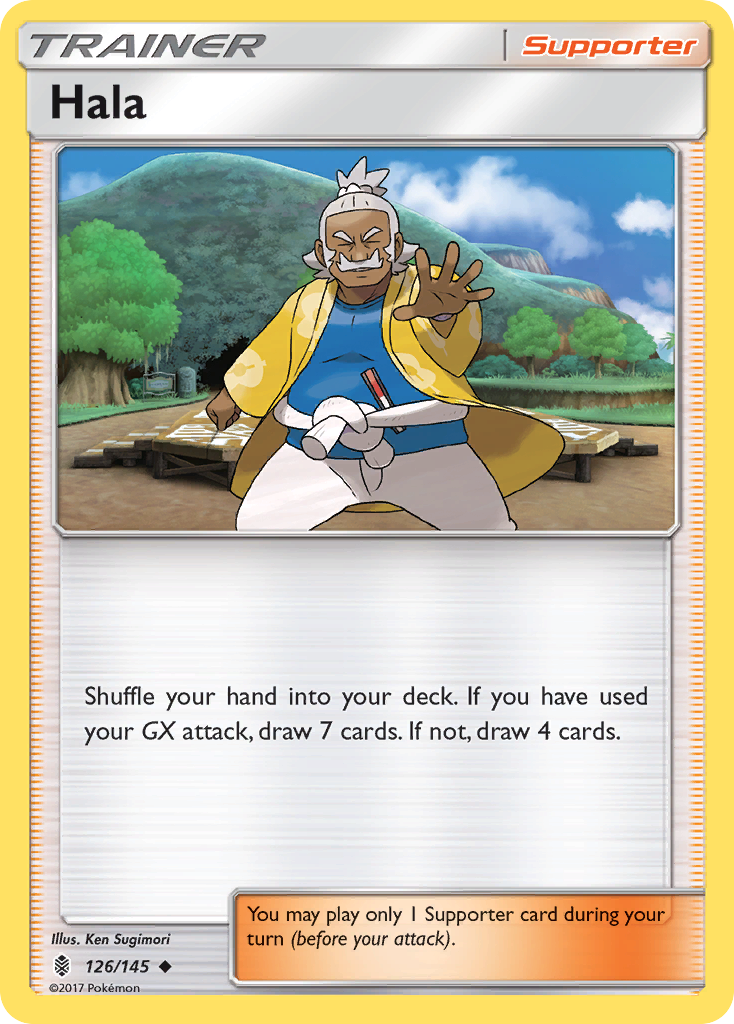 TRAINER
Supporter
Hala
Shuffle your hand into your deck. If you have used
your GX attack, draw 7 cards. If not, draw 4 cards.
You may play only 1 Supporter card during your
turn (before your attack).
Illus. Ken Sugimori
126/145 ◆
©2017 Pokémon